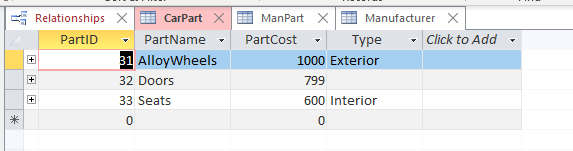 Relationships CarPart ManPart Manufacturer
PartID PartName PartCost Type Click to Add
31 AlloyWheels 1000 Exterior
32 Doors 799
33 Seats 600 Interior
0 0